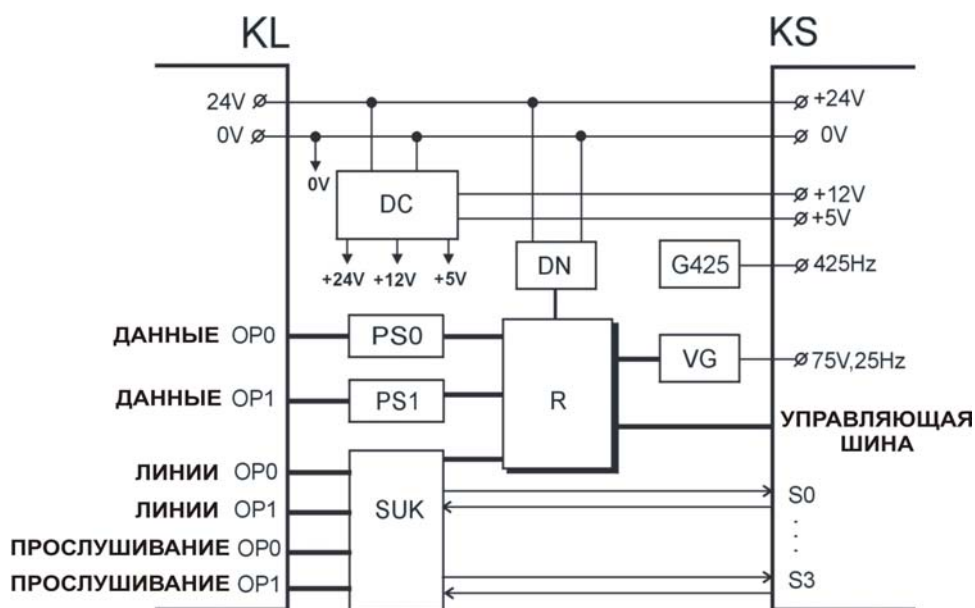 KL KS
24V +24V
0V 0V
0V
DC +12V
+5V
+24V +12V +5V
DN G425 425Hz
ДАННЫЕ OP0 PS0
VG 75V,25Hz
ДАННЫЕ OP1 PS1 R
УПРАВЛЯЮЩАЯ
ШИНА
ЛИНИИ OP0
S0
ЛИНИИ OP1 SUK
ПРОСЛУШИВАНИЕ OP0
ПРОСЛУШИВАНИЕ OP1 S3